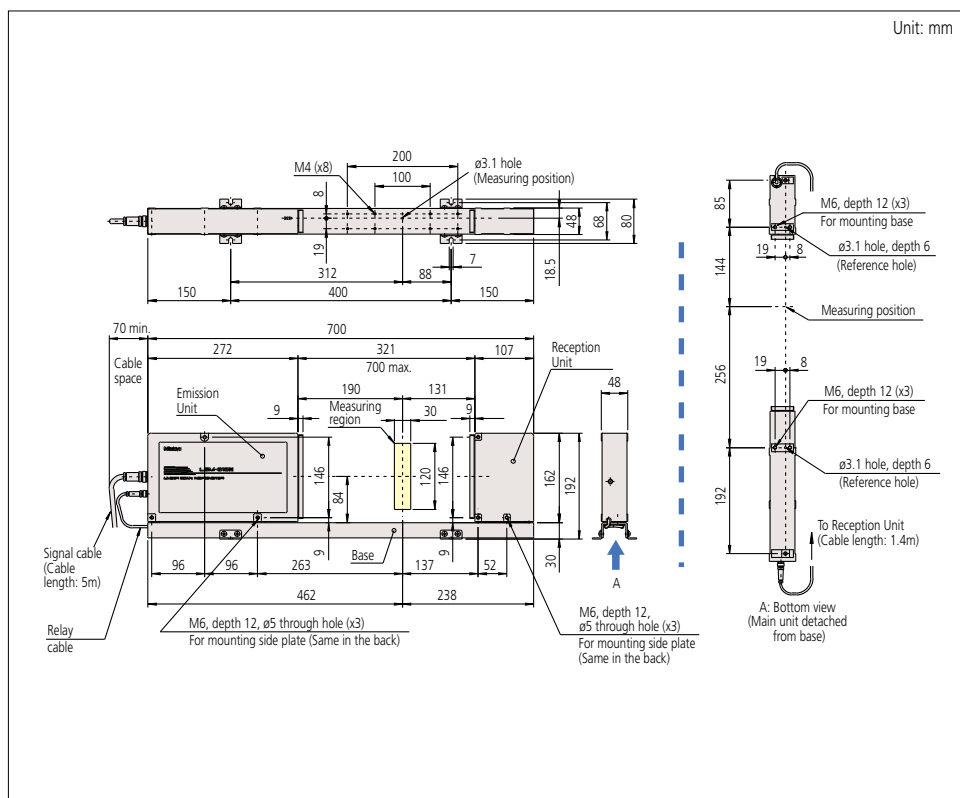 Unit: mm
M4 (x8)
200
100
ø3.1 hole
(Measuring position)
8
19
48
68
80
18.5
7
312
88
150
400
150
70 min.
700
Cable
space
272
321
107
700 max.
190
131
Emission
Unit
Measuring
region
30
9
9
Reception
Unit
48
Mitutoyo
146
84
120
146
162
192
9
9
30
Base
Signal cable
(Cable
length: 5m)
96
96
263
137
52
462
238
Relay
cable
M6, depth 12, ø5 through hole (x3)
For mounting side plate (Same in the back)
M6, depth 12,
ø5 through hole (x3)
For mounting side plate
(Same in the back)
A
85
144
256
192
M6, depth 12 (x3)
For mounting base
19
8
ø3.1 hole, depth 6
(Reference hole)
Measuring position
19
8
M6, depth 12 (x3)
For mounting base
ø3.1 hole, depth 6
(Reference hole)
To Reception Unit
(Cable length: 1.4m)
A: Bottom view
(Main unit detached
from base)